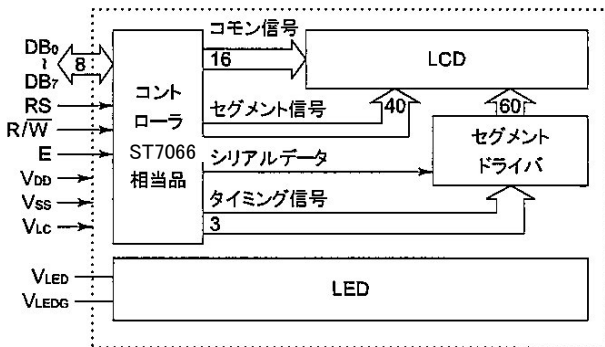 DB₀
~
DB₇
8
RS
R/W̅
E
VDD
VSS
VLC
VLED
VLEDG
コント
ローラ
ST7066
相当品
コモン信号
16
LCD
セグメント信号
40
60
シリアルデータ
セグメント
ドライバ
タイミング信号
3
LED